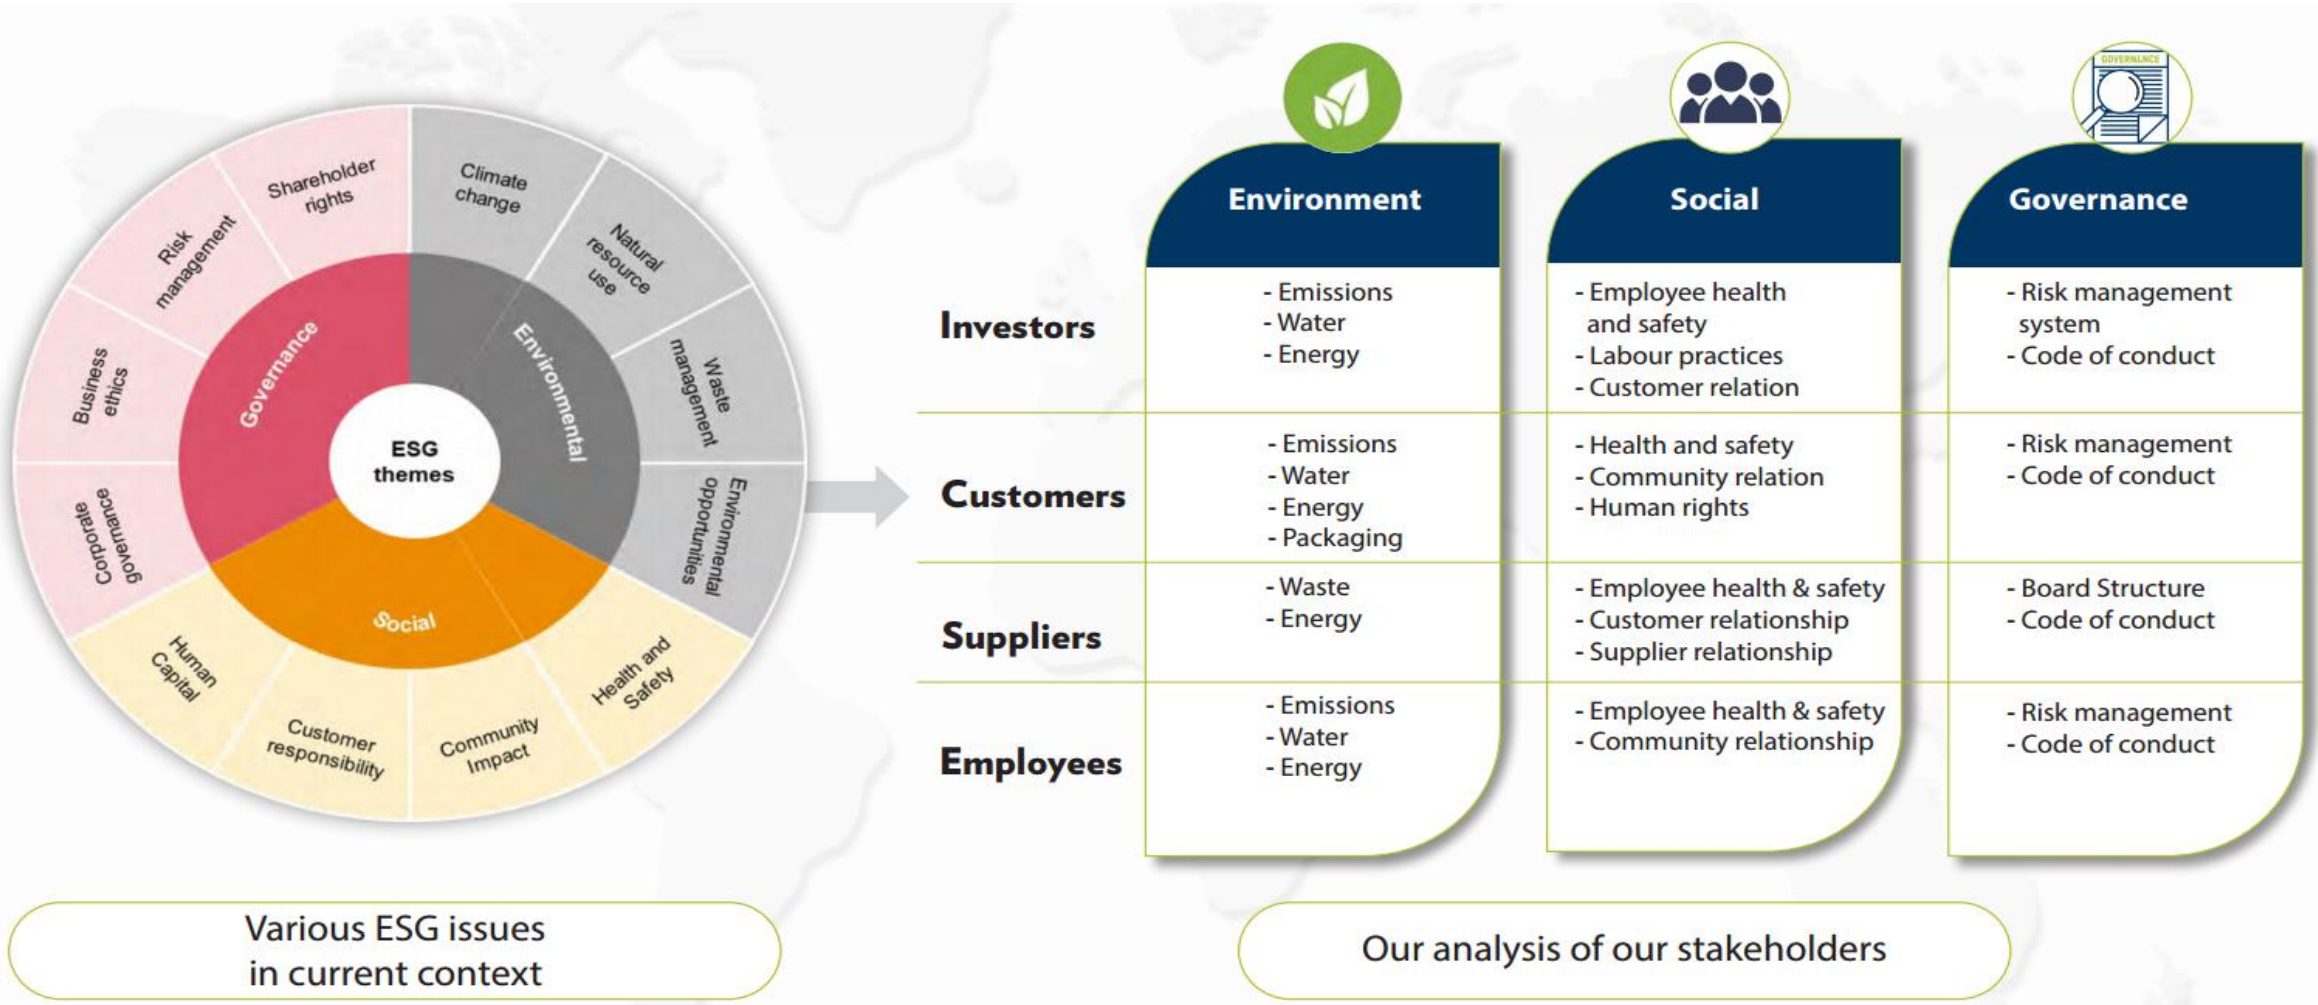 Shareholder
rights
Climate
change
Natural
resource
use
Waste
management
Environmental
opportunities
Health and
Safety
Community
Impact
Customer
responsibility
Human
Capital
Corporate
governance
Business
ethics
Risk
management
Governance
Environmental
Social
ESG
themes
Various ESG issues
in current context
GOVERNLNCE
Environment
Social
Governance
Investors
- Emissions
- Water
- Energy
- Employee health
and safety
- Labour practices
- Customer relation
- Risk management
system
- Code of conduct
Customers
- Emissions
- Water
- Energy
- Packaging
- Health and safety
- Community relation
- Human rights
- Risk management
- Code of conduct
Suppliers
- Waste
- Energy
- Employee health & safety
- Customer relationship
- Supplier relationship
- Board Structure
- Code of conduct
Employees
- Emissions
- Water
- Energy
- Employee health & safety
- Community relationship
- Risk management
- Code of conduct
Our analysis of our stakeholders